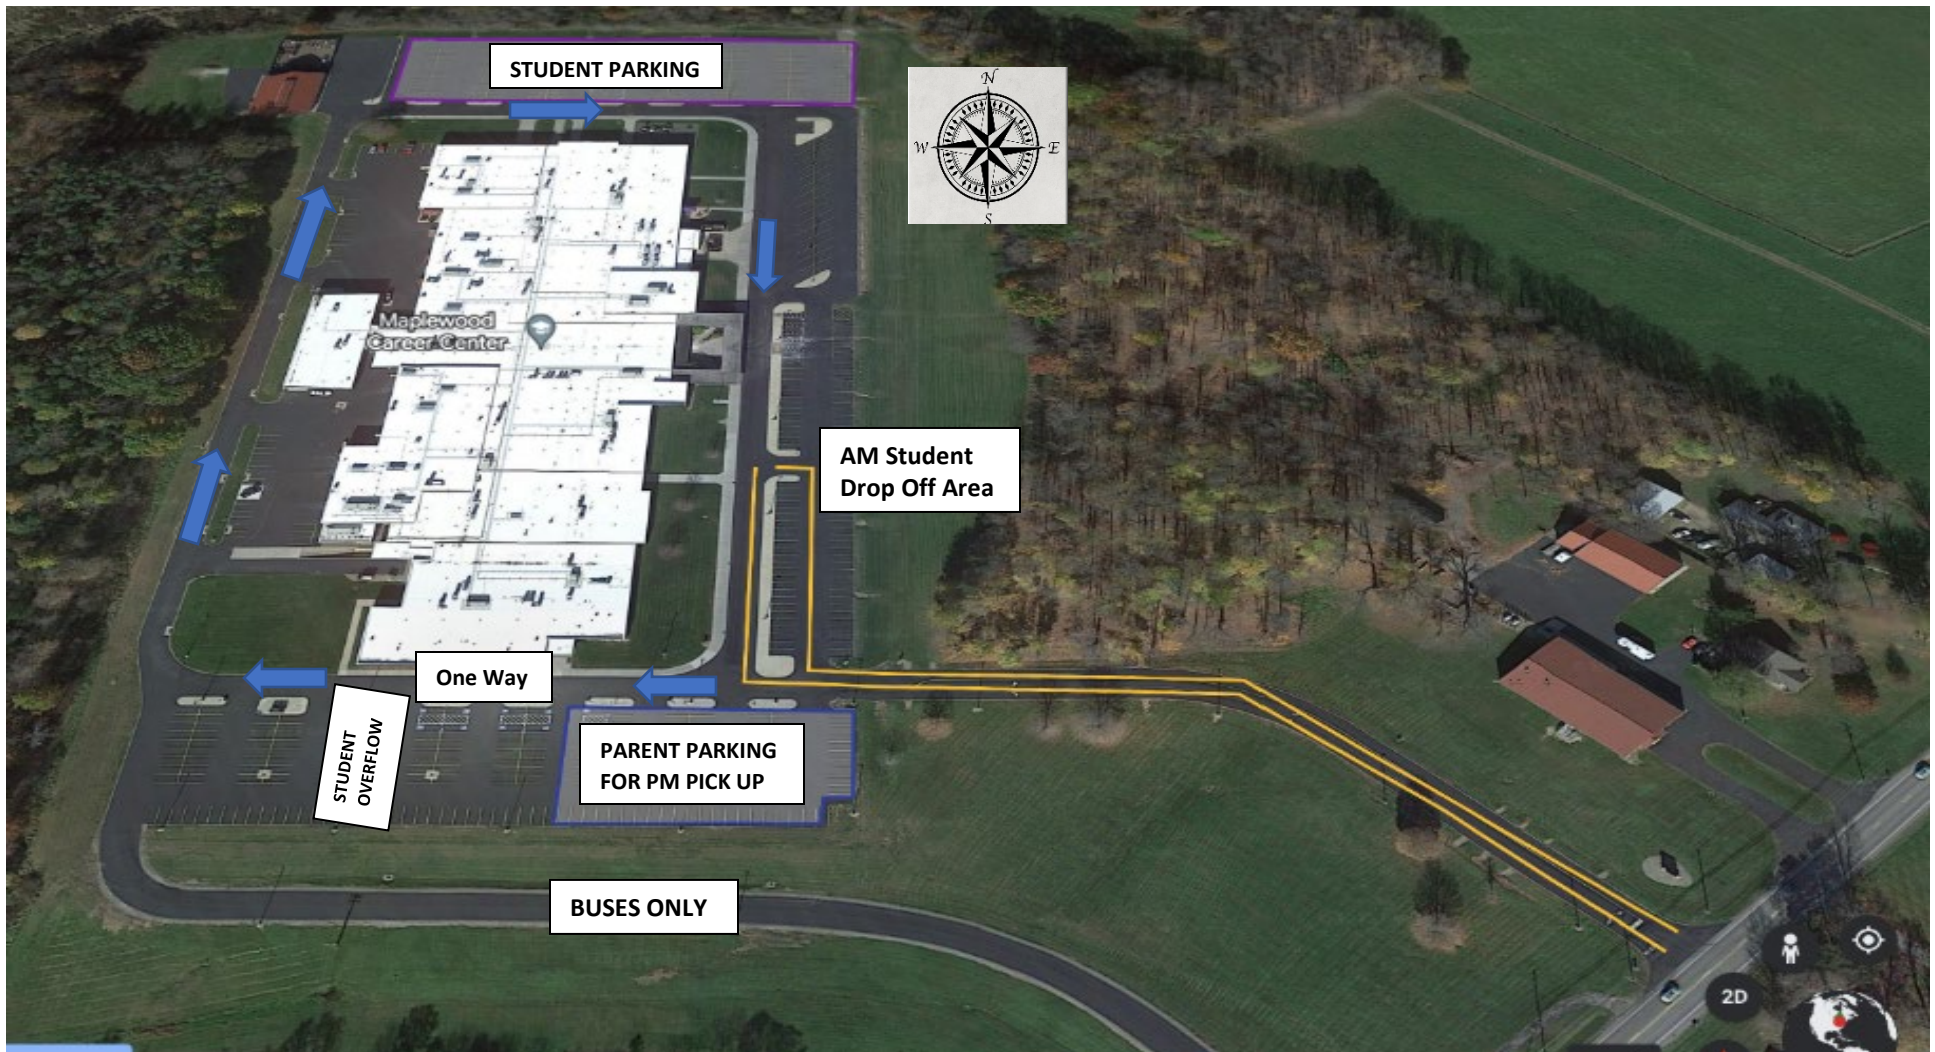 STUDENT PARKING
N
W
E
S
Maplewood
Career Center
AM Student
Drop Off Area
One Way
STUDENT
OVERFLOW
PARENT PARKING
FOR PM PICK UP
BUSES ONLY
2D